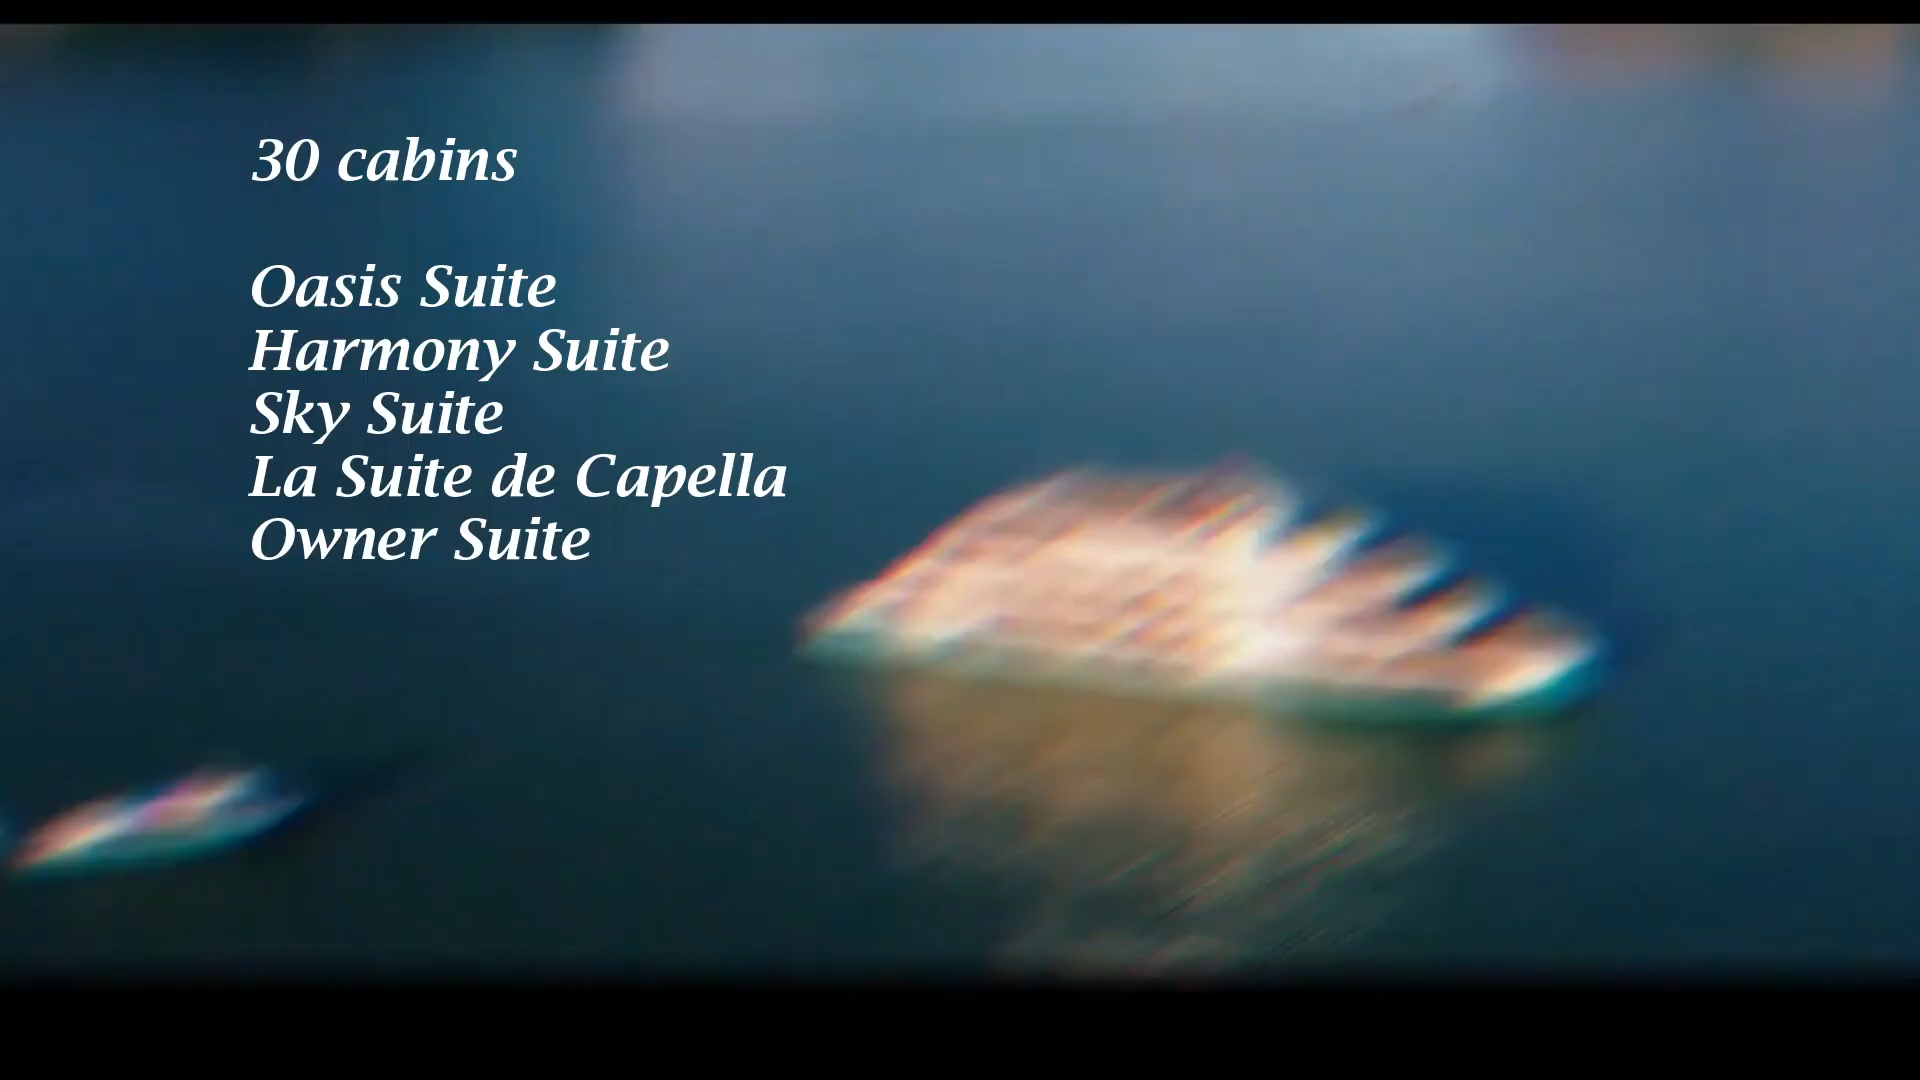 30 cabins
Oasis Suite
Harmony Suite
Sky Suite
La Suite de Capella
Owner Suite